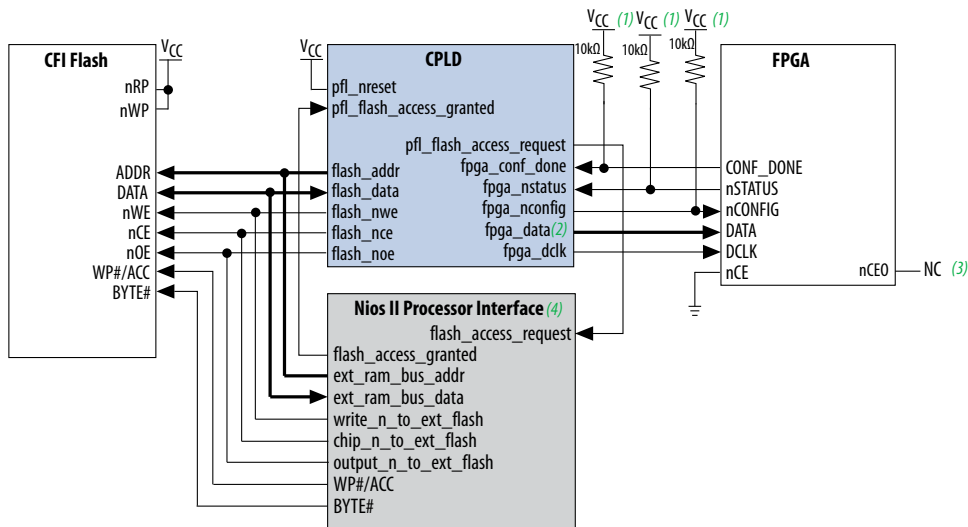 CFI Flash
VCC
nRP
nWP
ADDR
DATA
nWE
nCE
nOE
WP#/ACC
BYTE#
VCC
CPLD
pfl_nreset
pfl_flash_access_granted
pfl_flash_access_request
flash_addr
fpga_conf_done
flash_data
fpga_nstatus
flash_nwe
fpga_nconfig
flash_nce
fpga_data (2)
flash_noe
fpga_dclk
VCC (1)
10kΩ
VCC (1)
10kΩ
VCC (1)
10kΩ
FPGA
CONF_DONE
nSTATUS
nCONFIG
DATA
DCLK
nCE
nCEO
NC (3)
Nios II Processor Interface (4)
flash_access_request
flash_access_granted
ext_ram_bus_addr
ext_ram_bus_data
write_n_to_ext_flash
chip_n_to_ext_flash
output_n_to_ext_flash
WP#/ACC
BYTE#